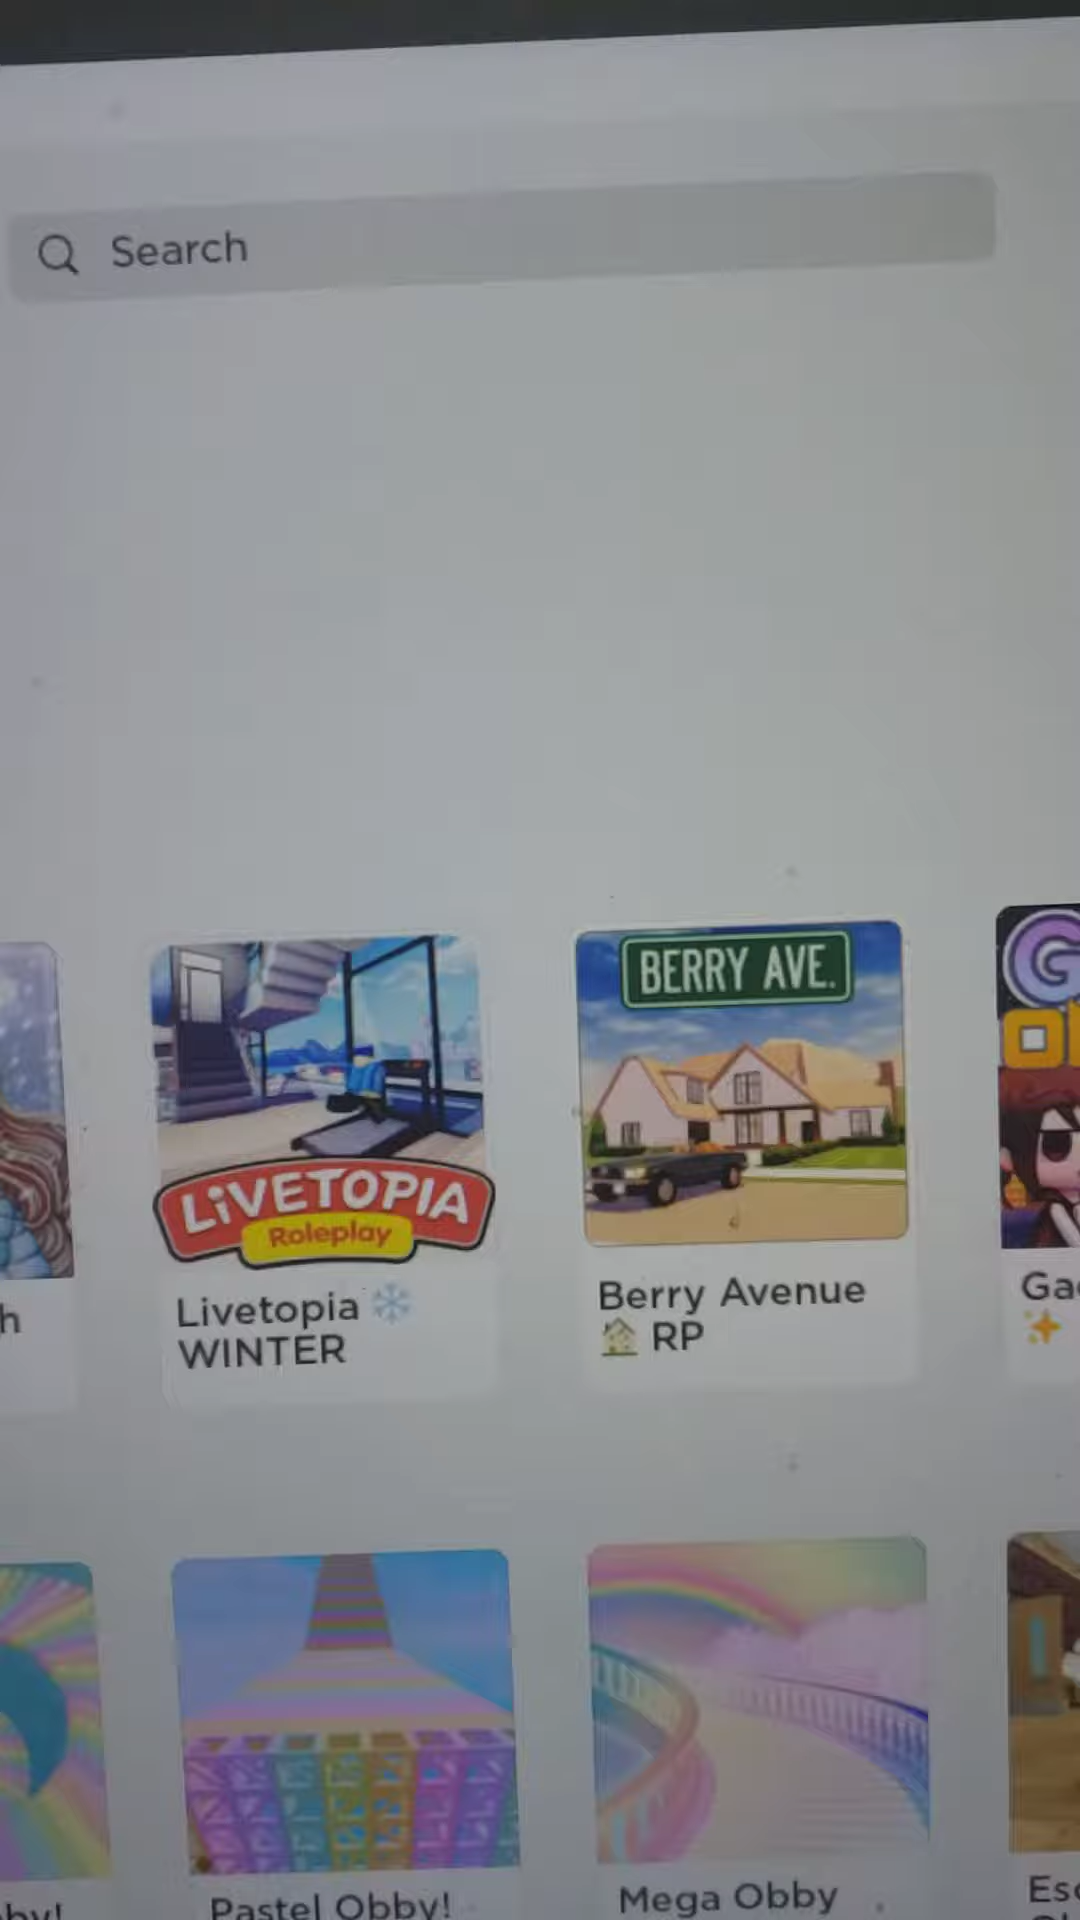 Search
BERRY AVE.
LiVETOPIA
Roleplay
Livetopia ❄
WINTER
Berry Avenue
🏠 RP
Pastel Obby!
Mega Obby